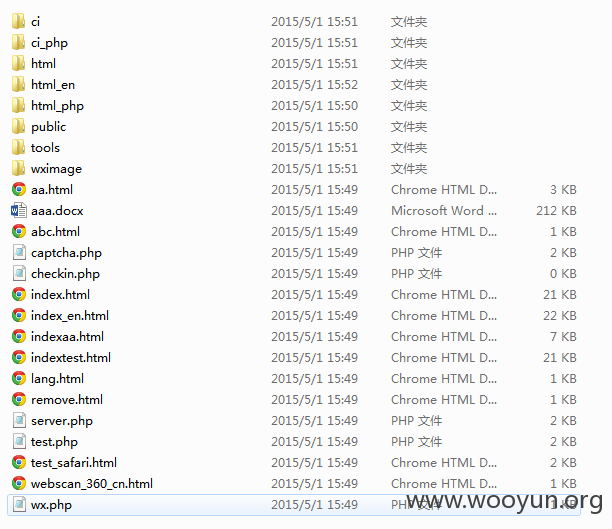 ci 2015/5/1 15:51 文件夹
ci_php 2015/5/1 15:51 文件夹
html 2015/5/1 15:51 文件夹
html_en 2015/5/1 15:52 文件夹
html_php 2015/5/1 15:50 文件夹
public 2015/5/1 15:50 文件夹
tools 2015/5/1 15:51 文件夹
wximage 2015/5/1 15:51 文件夹
aa.html 2015/5/1 15:49 Chrome HTML D... 3 KB
aaa.docx 2015/5/1 15:49 Microsoft Word ... 212 KB
abc.html 2015/5/1 15:49 Chrome HTML D... 1 KB
captcha.php 2015/5/1 15:49 PHP 文件 2 KB
checkin.php 2015/5/1 15:49 PHP 文件 0 KB
index.html 2015/5/1 15:49 Chrome HTML D... 21 KB
index_en.html 2015/5/1 15:49 Chrome HTML D... 22 KB
indexaa.html 2015/5/1 15:49 Chrome HTML D... 7 KB
indextest.html 2015/5/1 15:49 Chrome HTML D... 21 KB
lang.html 2015/5/1 15:49 Chrome HTML D... 1 KB
remove.html 2015/5/1 15:49 Chrome HTML D... 1 KB
server.php 2015/5/1 15:49 PHP 文件 2 KB
test.php 2015/5/1 15:49 PHP 文件 1 KB
test_safari.html 2015/5/1 15:49 Chrome HTML D... 2 KB
webscan_360_cn.html 2015/5/1 15:49 Chrome HTML D... 1 KB
wx.php 2015/5/1 15:49 PHP 文件
www.wooyun.org